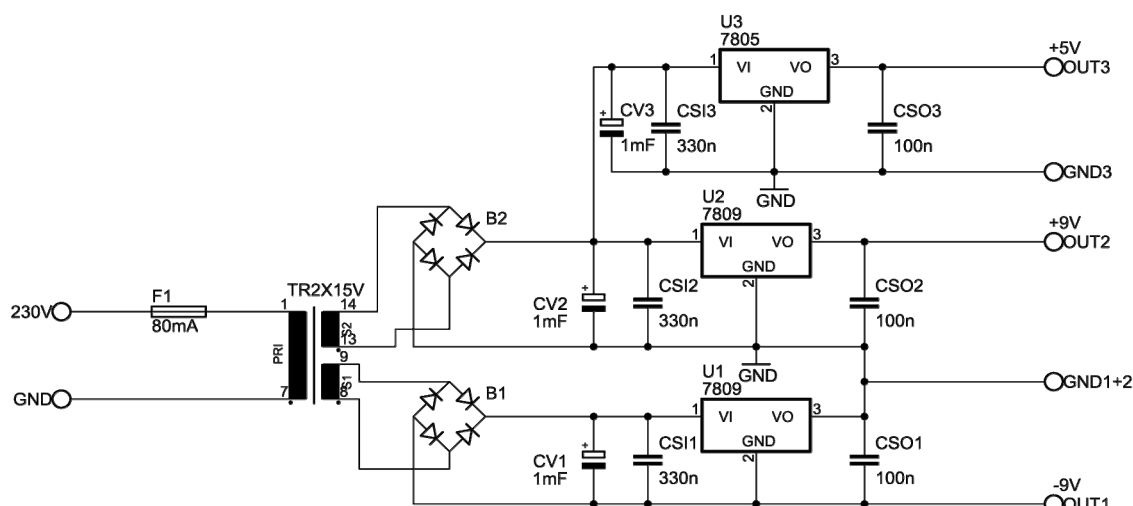 U3
7805
+5V
1 VI VO 3 OUT3
GND
2
CV3 + CSI3 CSO3
1mF 330n 100n
GND3
GND
U2
7809
B2
+9V
1 VI VO 3 OUT2
GND
2
TR2X15V
F1
230V 1 14
80mA
S2
13
PRI
CV2 + CSI2 CSO2
1mF 330n 100n
GND
GND1+2
9
S1
GND 7 8
B1
U1
7809
1 VI VO 3
GND
2
CV1 + CSI1 CSO1
1mF 330n 100n
-9V
OUT1